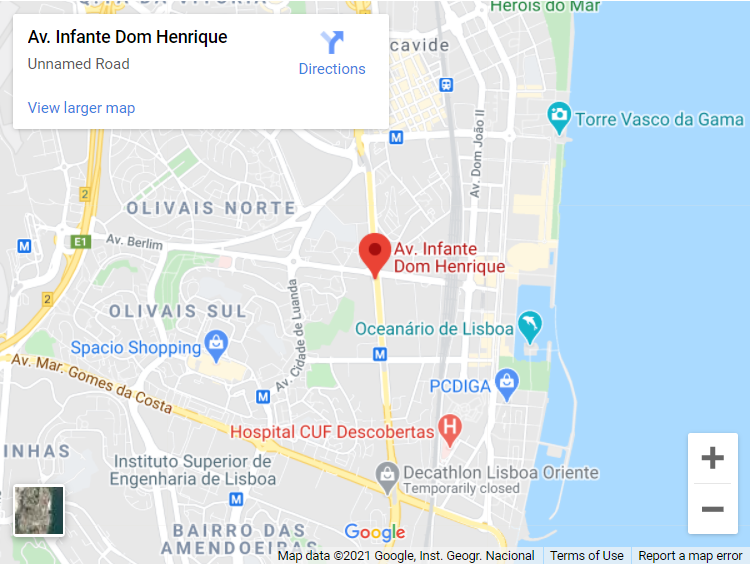 QTA. DA VITÓRIA
Heróis do Mar
Av. Infante Dom Henrique
Unnamed Road
Directions
View larger map
cavide
M
Torre Vasco da Gama
Av. Dom João II
2
OLIVAIS NORTE
E1
M
Av. Berlim
Av. Infante
Dom Henrique
2
OLIVAIS SUL
Av. Cidade de Luanda
Oceanário de Lisboa
Spacio Shopping
M
Av. Mar. Gomes da Costa
PCDIGA
M
Hospital CUF Descobertas
H
INHAS
Instituto Superior de
Engenharia de Lisboa
Decathlon Lisboa Oriente
Temporarily closed
M
BAIRRO DAS
AMENDOEIRAS
Google
+
−
Map data ©2021 Google, Inst. Geogr. Nacional
Terms of Use
Report a map error